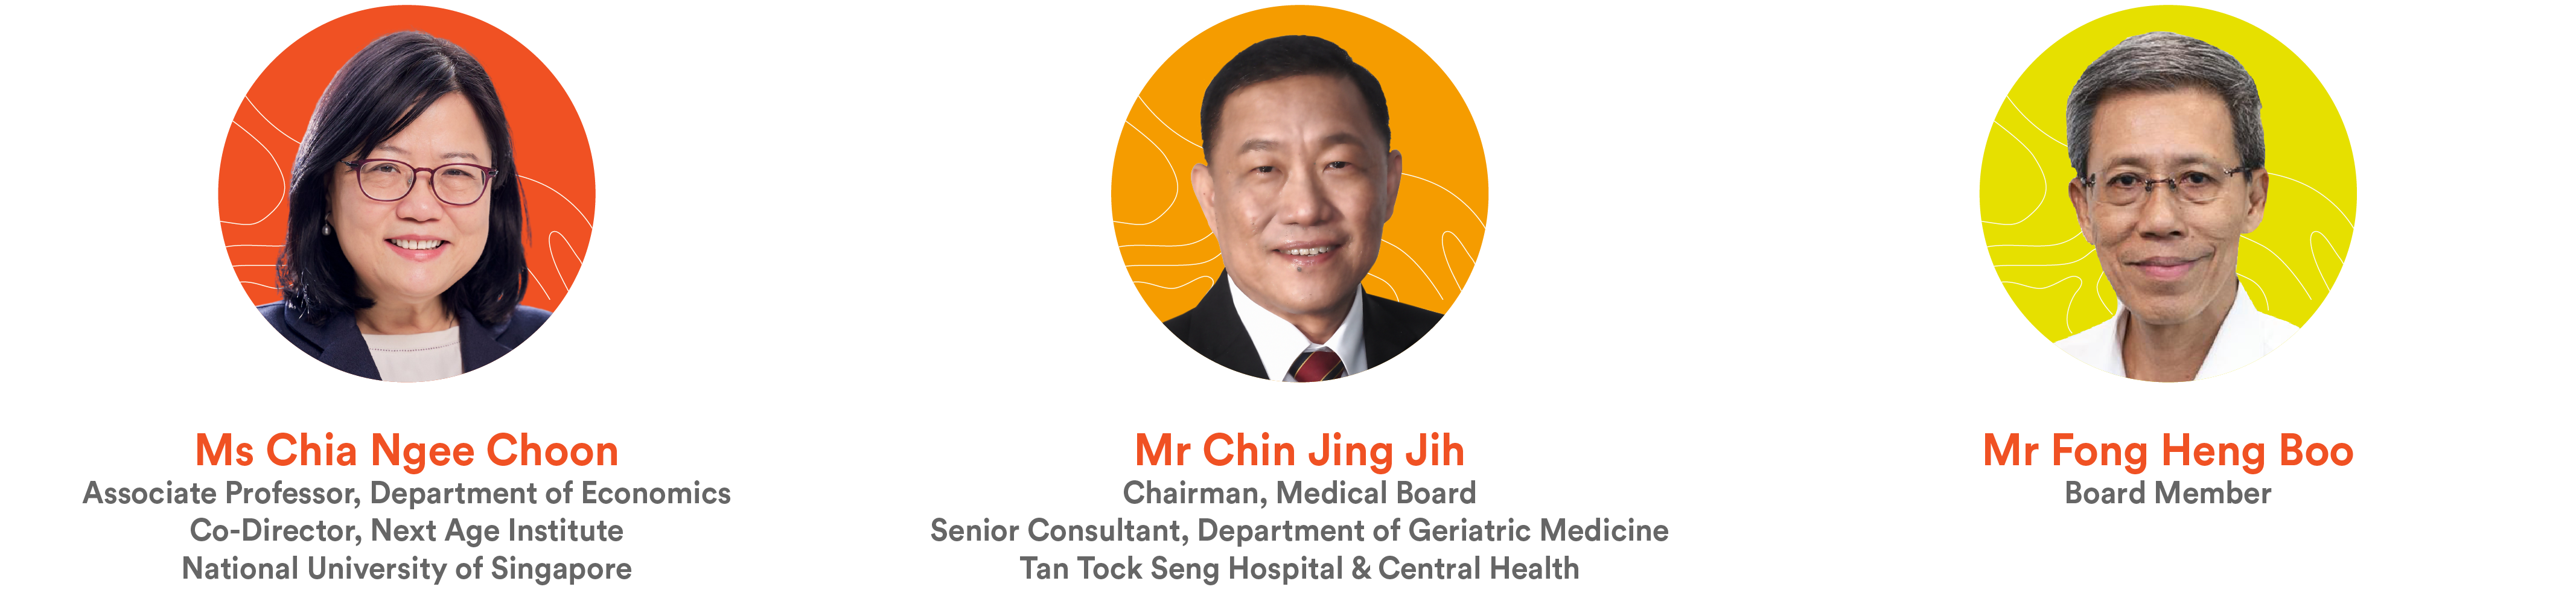 Ms Chia Ngee Choon
Associate Professor, Department of Economics
Co-Director, Next Age Institute
National University of Singapore
Mr Chin Jing Jih
Chairman, Medical Board
Senior Consultant, Department of Geriatric Medicine
Tan Tock Seng Hospital & Central Health
Mr Fong Heng Boo
Board Member